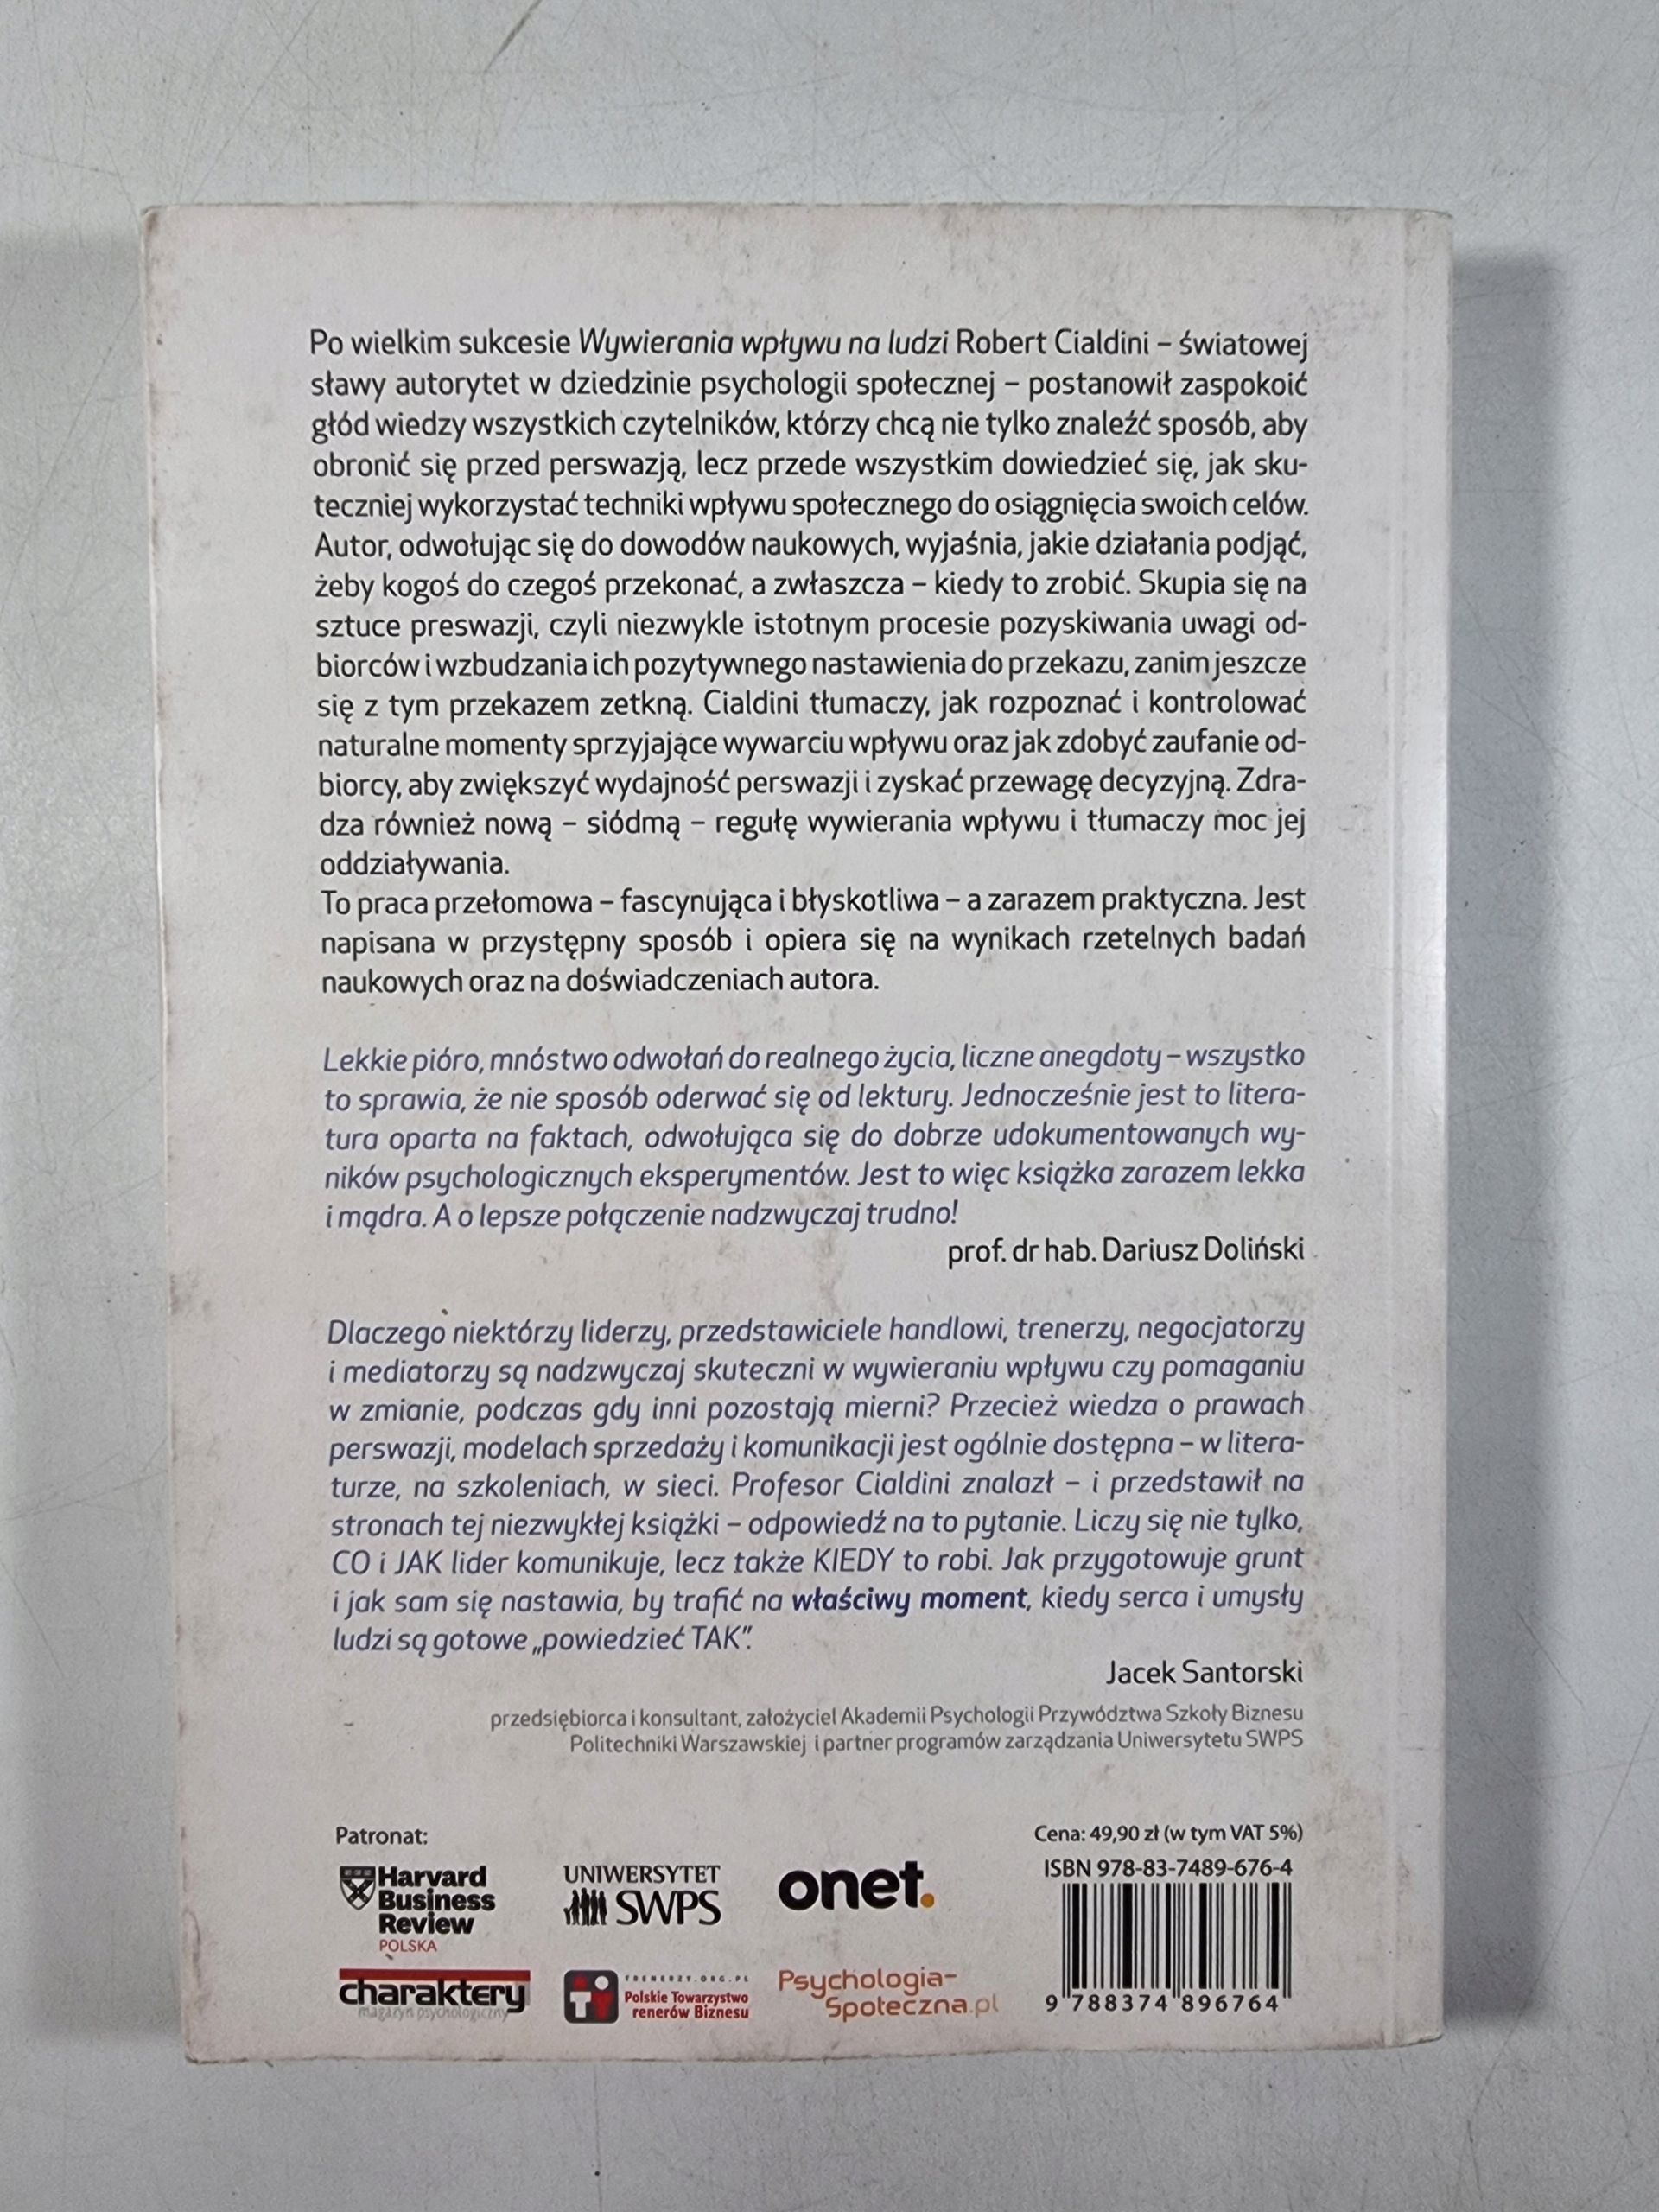 Po wielkim sukcesie Wywierania wpływu na ludzi Robert Cialdini – światowej
sławy autorytet w dziedzinie psychologii społecznej – postanowił zaspokoić
głód wiedzy wszystkich czytelników, którzy chcą nie tylko znaleźć sposób, aby
obronić się przed perswazją, lecz przede wszystkim dowiedzieć się, jak sku-
teczniej wykorzystać techniki wpływu społecznego do osiągnięcia swoich celów.
Autor, odwołując się do dowodów naukowych, wyjaśnia, jakie działania podjąć,
żeby kogoś do czegoś przekonać, a zwłaszcza – kiedy to zrobić. Skupia się na
sztuce preswazji, czyli niezwykle istotnym procesie pozyskiwania uwagi od-
biorców i wzbudzania ich pozytywnego nastawienia do przekazu, zanim jeszcze
się z tym przekazem zetkną. Cialdini tłumaczy, jak rozpoznać i kontrolować
naturalne momenty sprzyjające wywarciu wpływu oraz jak zdobyć zaufanie od-
biorcy, aby zwiększyć wydajność perswazji i zyskać przewagę decyzyjną. Zdra-
dza również nową – siódmą – regułę wywierania wpływu i tłumaczy moc jej
oddziaływania.
To praca przełomowa – fascynująca i błyskotliwa – a zarazem praktyczna. Jest
napisana w przystępny sposób i opiera się na wynikach rzetelnych badań
naukowych oraz na doświadczeniach autora.
Lekkie pióro, mnóstwo odwołań do realnego życia, liczne anegdoty – wszystko
to sprawia, że nie sposób oderwać się od lektury. Jednocześnie jest to litera-
tura oparta na faktach, odwołująca się do dobrze udokumentowanych wy-
ników psychologicznych eksperymentów. Jest to więc książka zarazem lekka
i mądra. A o lepsze połączenie nadzwyczaj trudno!
prof. dr hab. Dariusz Doliński
Dlaczego niektórzy liderzy, przedstawiciele handlowi, trenerzy, negocjatorzy
i mediatorzy są nadzwyczaj skuteczni w wywieraniu wpływu czy pomaganiu
w zmianie, podczas gdy inni pozostają mierni? Przecież wiedza o prawach
perswazji, modelach sprzedaży i komunikacji jest ogólnie dostępna – w litera-
turze, na szkoleniach, w sieci. Profesor Cialdini znalazł – i przedstawił na
stronach tej niezwykłej książki – odpowiedź na to pytanie. Liczy się nie tylko,
CO i JAK lider komunikuje, lecz także KIEDY to robi. Jak przygotowuje grunt
i jak sam się nastawia, by trafić na właściwy moment, kiedy serca i umysły
ludzi są gotowe „powiedzieć TAK”.
Jacek Santorski
przedsiębiorca i konsultant, założyciel Akademii Psychologii Przywództwa Szkoły Biznesu
Politechniki Warszawskiej i partner programów zarządzania Uniwersytetu SWPS
Patronat:
Harvard
Business
Review
POLSKA
UNIWERSYTET
SWPS
onet.
charaktery
magazyn psychologiczny
TRENERZY.ORG.PL
Polskie Towarzystwo
renerów Biznesu
Psychologia-
Spoteczna.pl
Cena: 49,90 zł (w tym VAT 5%)
ISBN 978-83-7489-676-4
9 788374 896764